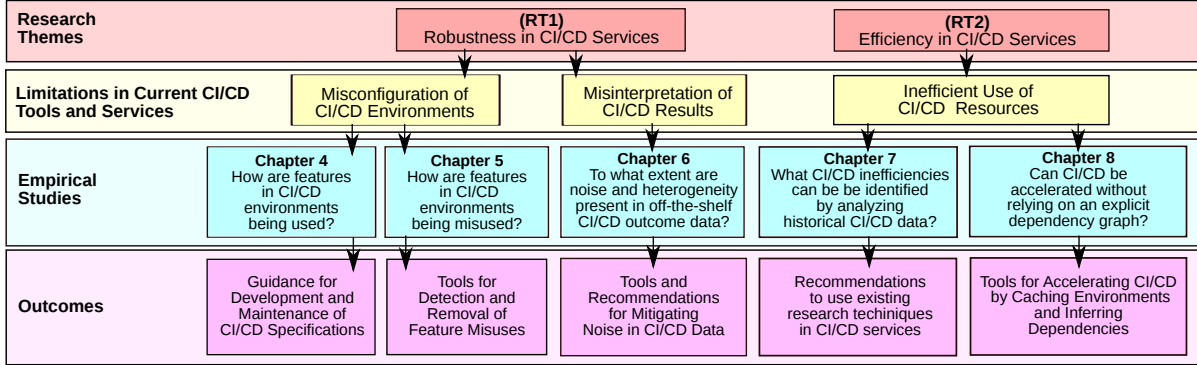 Research
Themes
(RT1)
Robustness in CI/CD Services
(RT2)
Efficiency in CI/CD Services
Limitations in Current CI/CD
Tools and Services
Misconfiguration of
CI/CD Environments
Misinterpretation of
CI/CD Results
Inefficient Use of
CI/CD Resources
Empirical
Studies
Chapter 4
How are features
in CI/CD
environments
being used?
Chapter 5
How are features
in CI/CD
environments
being misused?
Chapter 6
To what extent are
noise and heterogeneity
present in off-the-shelf
CI/CD outcome data?
Chapter 7
What CI/CD inefficiencies
can be be identified
by analyzing
historical CI/CD data?
Chapter 8
Can CI/CD be
accelerated without
relying on an explicit
dependency graph?
Outcomes
Guidance for
Development and
Maintenance of
CI/CD Specifications
Tools for
Detection and
Removal of
Feature Misuses
Tools and
Recommendations
for Mitigating
Noise in CI/CD Data
Recommendations
to use existing
research techiniques
in CI/CD services
Tools for Accelerating CI/CD
by Caching Environments
and Inferring
Dependencies